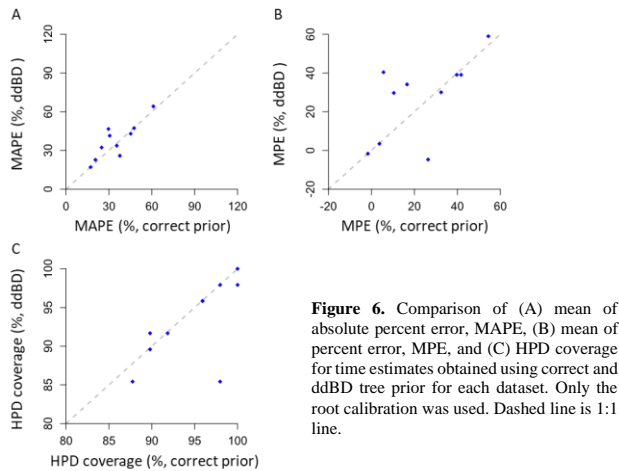 A
120
90
60
30
0
MAPE (%, ddBD )
0 30 60 90 120
MAPE (%, correct prior)
B
60
40
20
0
-20
MPE (%, ddBD )
-20 0 20 40 60
MPE (%, correct prior)
C
100
95
90
85
80
HPD coverage (%, ddBD)
80 85 90 95 100
HPD coverage (%, correct prior)
Figure 6. Comparison of (A) mean of
absolute percent error, MAPE, (B) mean of
percent error, MPE, and (C) HPD coverage
for time estimates obtained using correct and
ddBD tree prior for each dataset. Only the
root calibration was used. Dashed line is 1:1
line.